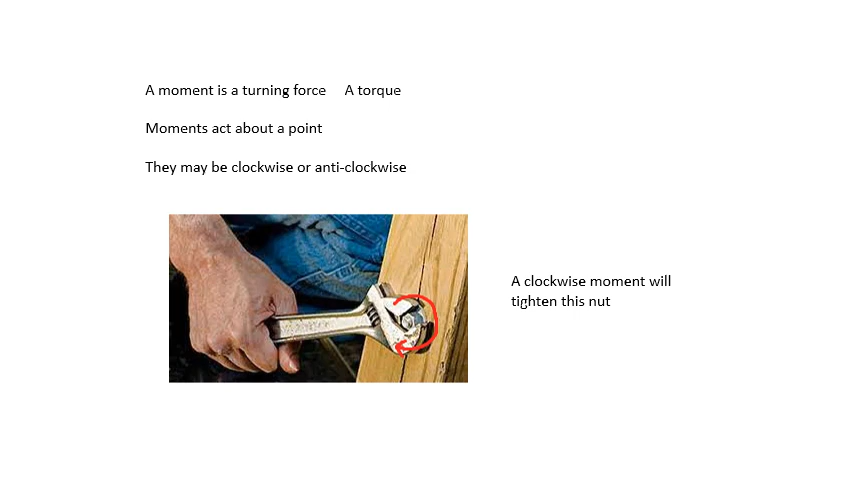 A moment is a turning force    A torque
Moments act about a point
They may be clockwise or anti-clockwise
A clockwise moment will
tighten this nut